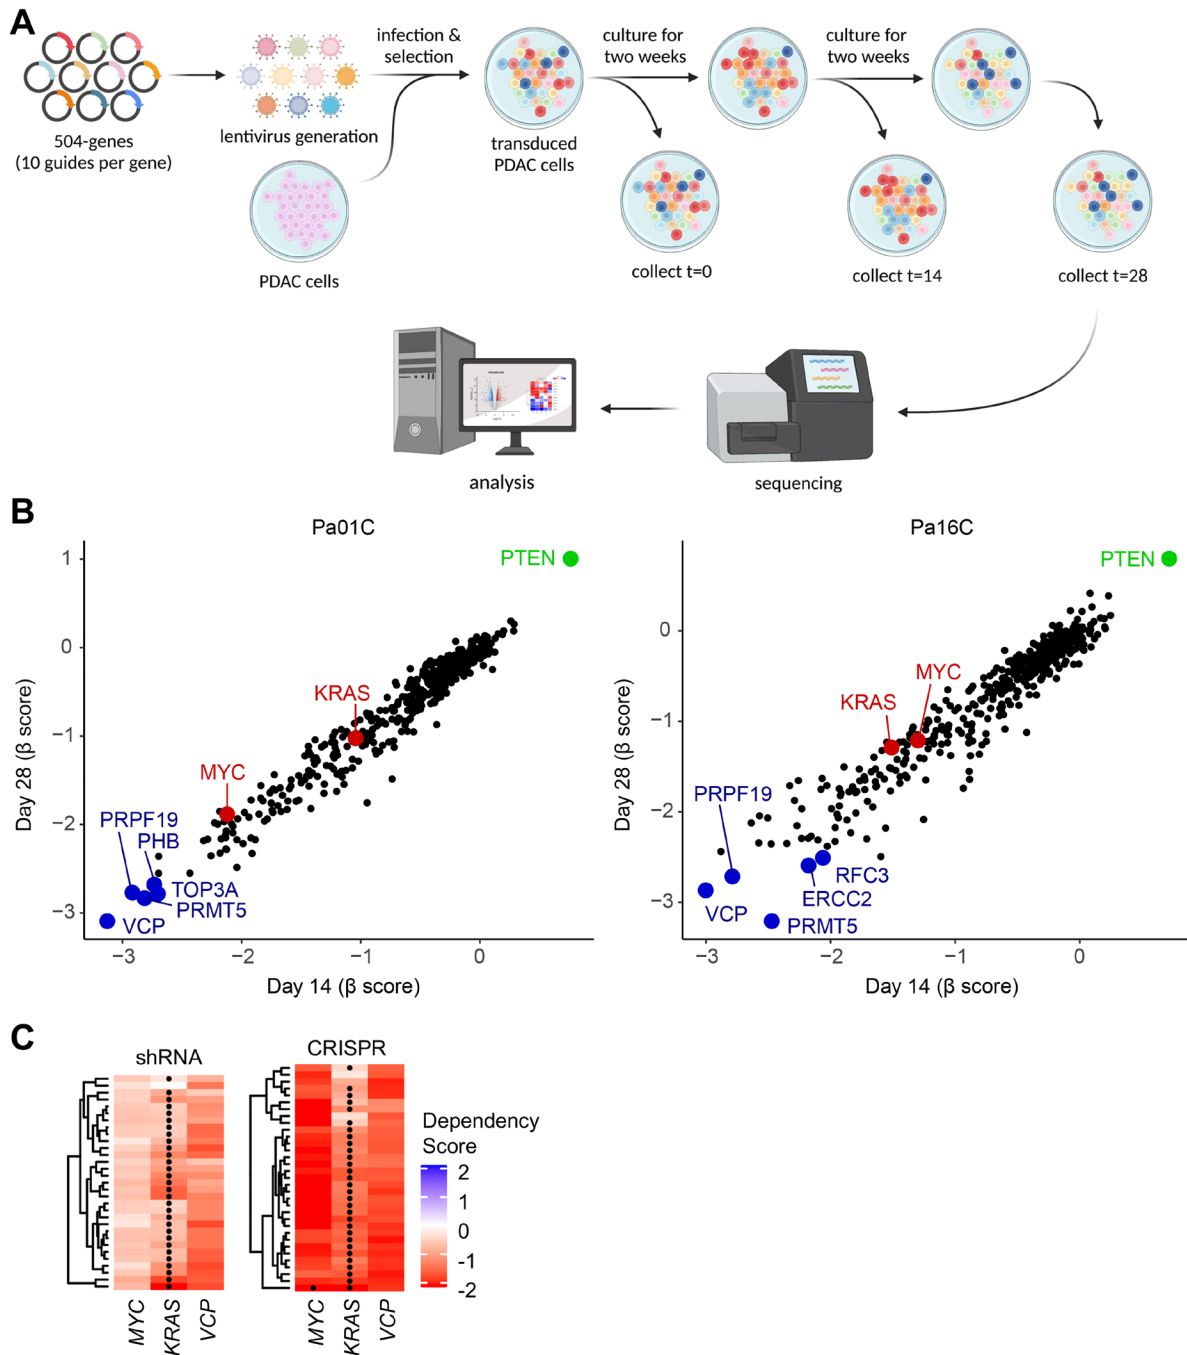 A
504-genes
(10 guides per gene)
lentivirus generation
PDAC cells
infection &
selection
transduced
PDAC cells
culture for
two weeks
culture for
two weeks
collect t=0
collect t=14
collect t=28
analysis
sequencing
B
Pa01C
PTEN
KRAS
MYC
PRPF19
PHB
TOP3A
PRMT5
VCP
1
0
−1
−2
−3
Day 28 (β score)
−3
−2
−1
0
Day 14 (β score)
Pa16C
PTEN
MYC
KRAS
PRPF19
RFC3
ERCC2
VCP
PRMT5
0
−1
−2
−3
Day 28 (β score)
−3
−2
−1
0
Day 14 (β score)
C
shRNA
MYC
KRAS
VCP
CRISPR
MYC
KRAS
VCP
Dependency
Score
2
1
0
-1
-2